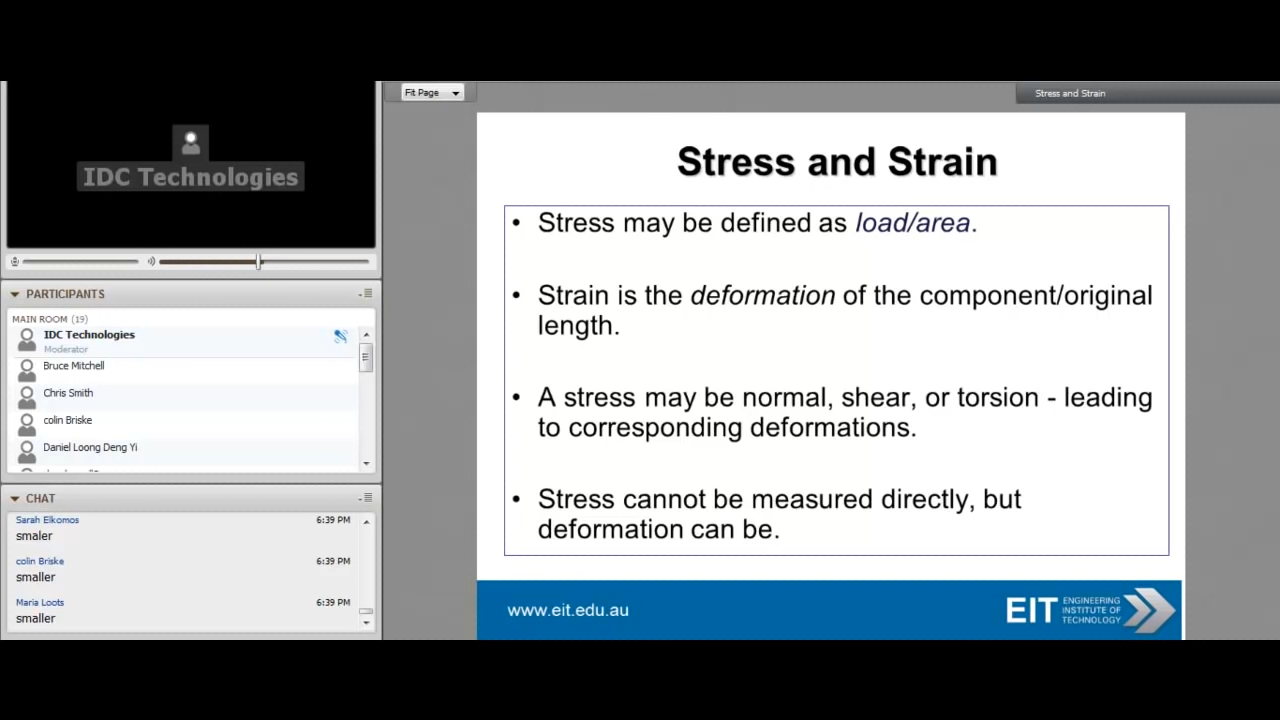 IDC Technologies
PARTICIPANTS
MAIN ROOM (19)
IDC Technologies
Moderator
Bruce Mitchell
Chris Smith
colin Briske
Daniel Loong Deng Yi
CHAT
Sarah Elkomos 6:39 PM
smaler
colin Briske 6:39 PM
smaller
Maria Loots 6:39 PM
smaller
Fit Page
Stress and Strain
Stress and Strain
• Stress may be defined as load/area.
• Strain is the deformation of the component/original
length.
• A stress may be normal, shear, or torsion - leading
to corresponding deformations.
• Stress cannot be measured directly, but
deformation can be.
www.eit.edu.au
EIT
ENGINEERING
INSTITUTE OF
TECHNOLOGY